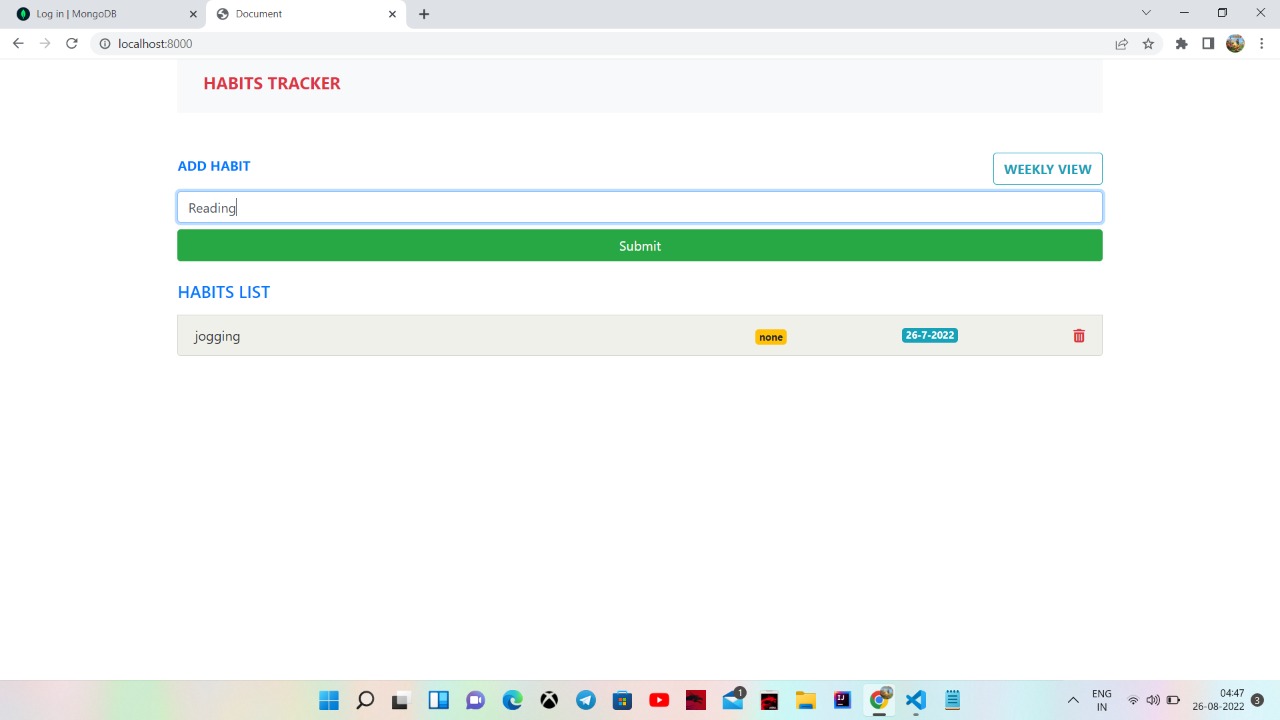 Log in | MongoDB
Document
localhost:8000
HABITS TRACKER
ADD HABIT
WEEKLY VIEW
Reading
Submit
HABITS LIST
jogging none 26-7-2022
1
IJ
ENG
IN
04:47
26-08-2022
3